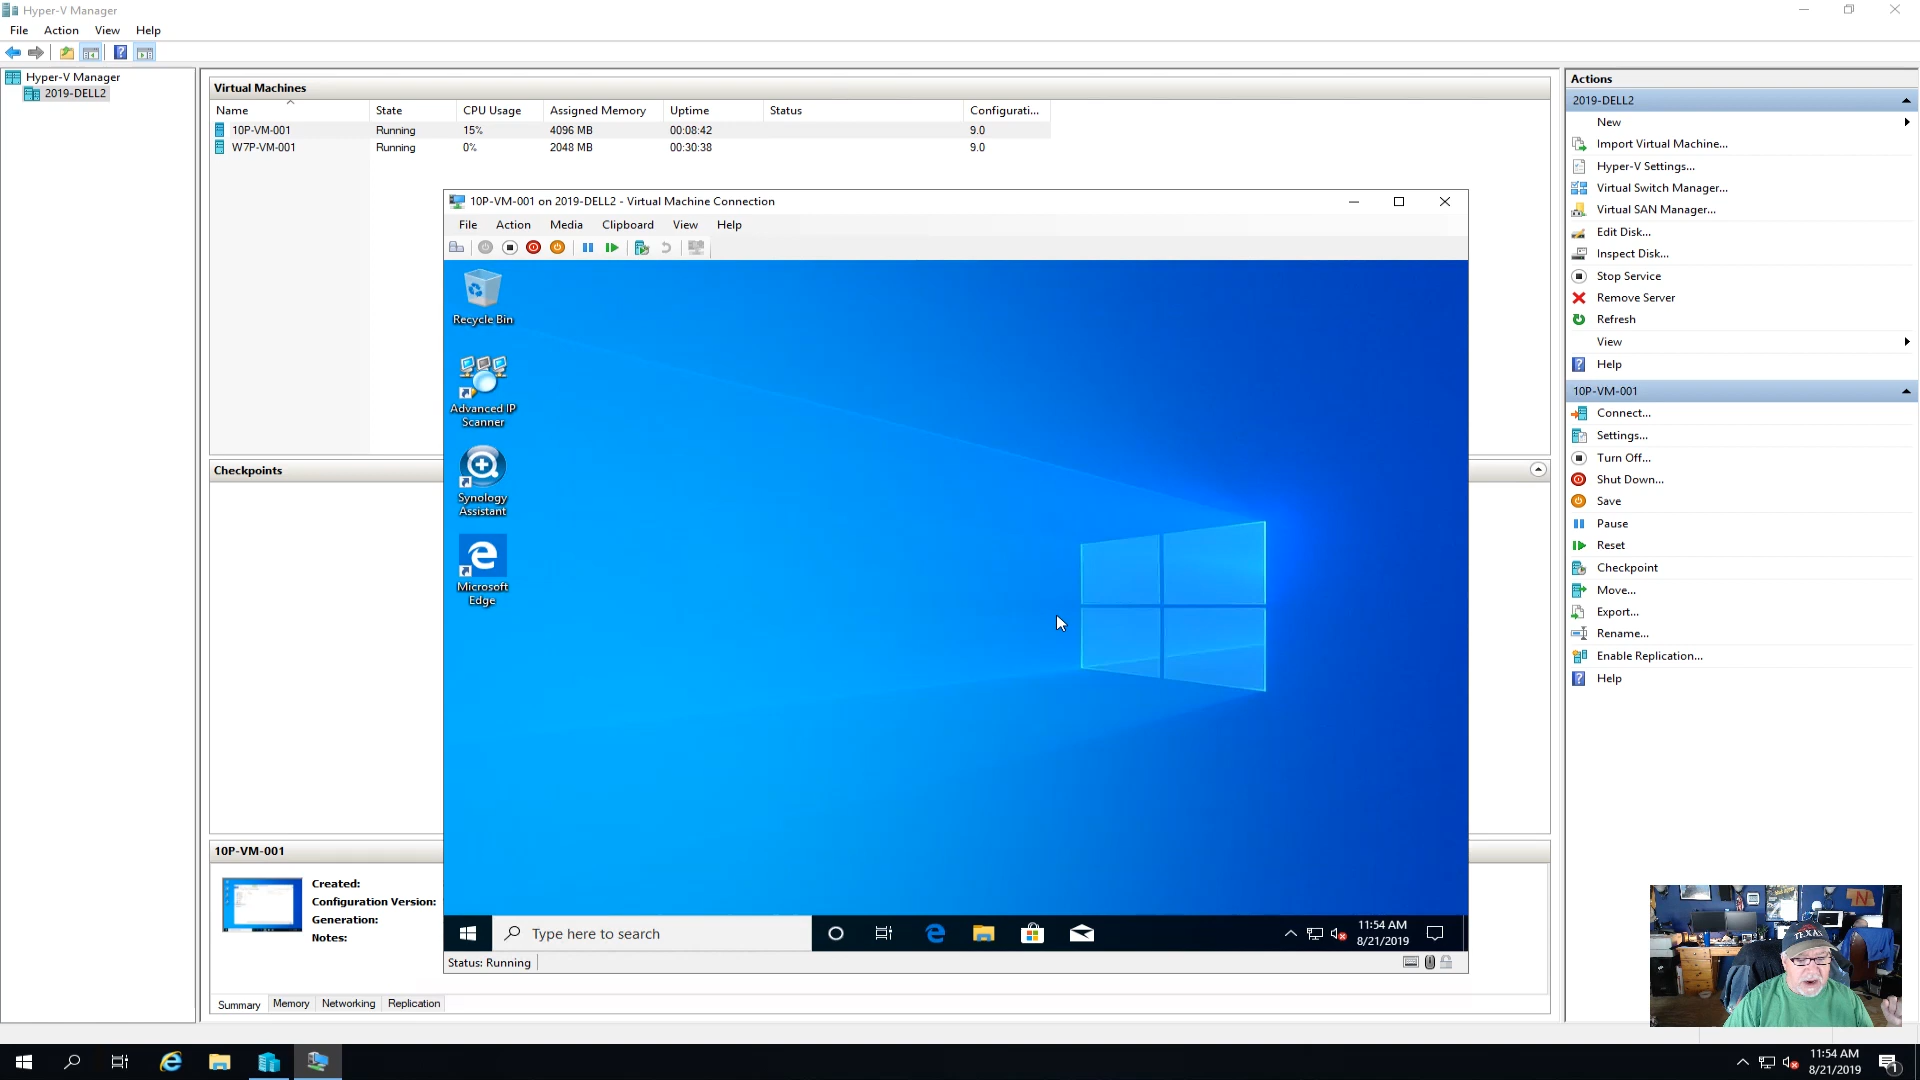 Hyper-V Manager
File Action View Help
Hyper-V Manager
2019-DELL2
Virtual Machines
Name State CPU Usage Assigned Memory Uptime Status Configurati...
10P-VM-001 Running 15% 4096 MB 00:08:42 9.0
W7P-VM-001 Running 0% 2048 MB 00:30:38 9.0
10P-VM-001 on 2019-DELL2 - Virtual Machine Connection
File Action Media Clipboard View Help
Recycle Bin
Advanced IP
Scanner
Synology
Assistant
Microsoft
Edge
Type here to search
11:54 AM
8/21/2019
Status: Running
Checkpoints
10P-VM-001
Created:
Configuration Version:
Generation:
Notes:
Summary Memory Networking Replication
Actions
2019-DELL2
New
Import Virtual Machine...
Hyper-V Settings...
Virtual Switch Manager...
Virtual SAN Manager...
Edit Disk...
Inspect Disk...
Stop Service
Remove Server
Refresh
View
Help
10P-VM-001
Connect...
Settings...
Turn Off...
Shut Down...
Save
Pause
Reset
Checkpoint
Move...
Export...
Rename...
Enable Replication...
Help
TEXAS
N
11:54 AM
8/21/2019
1